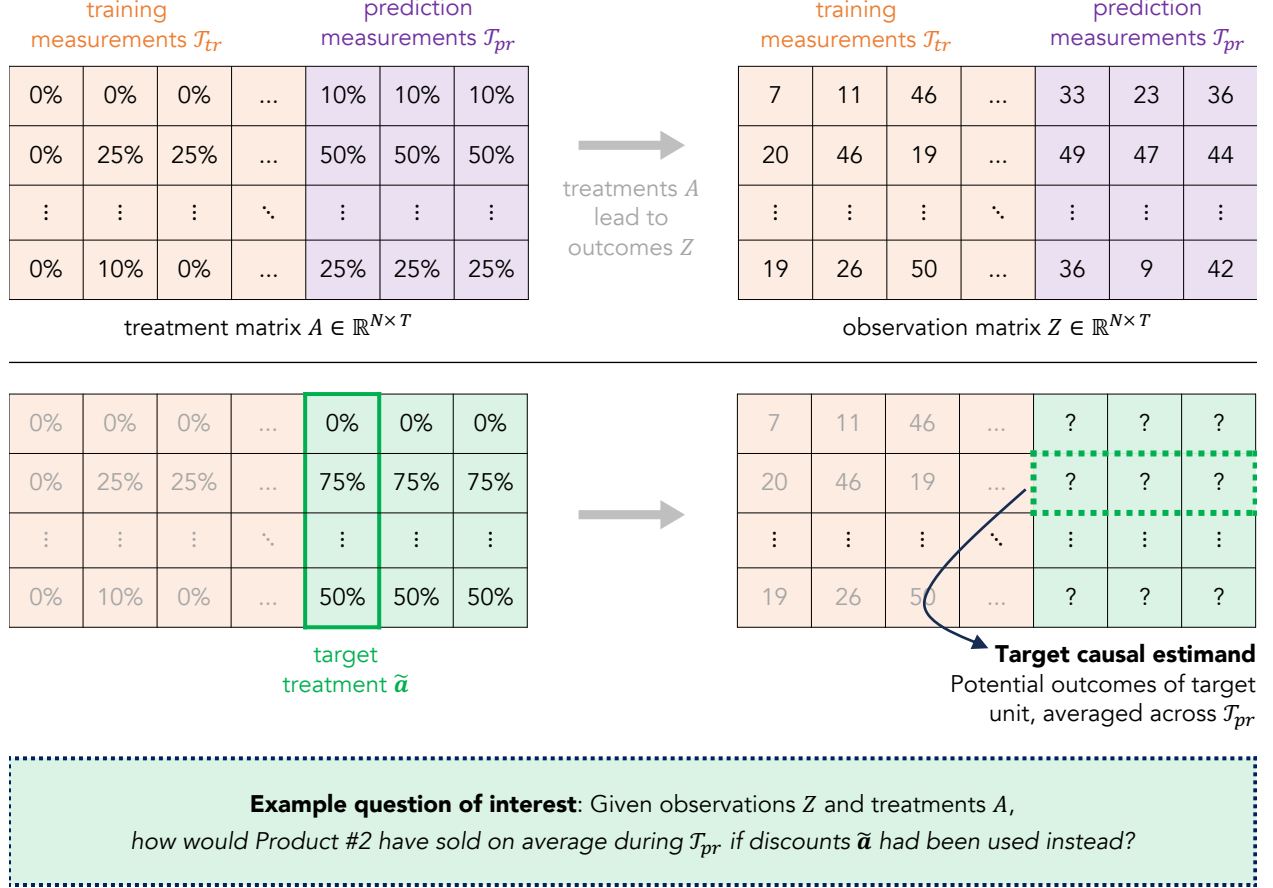 training measurements 𝒯tr
prediction measurements 𝒯pr
0% 0% 0% ... 10% 10% 10%
0% 25% 25% ... 50% 50% 50%
⋮ ⋮ ⋮ ⋱ ⋮ ⋮ ⋮
0% 10% 0% ... 25% 25% 25%
treatment matrix A ∈ ℝ^{N×T}
treatments A
lead to
outcomes Z
training measurements 𝒯tr
prediction measurements 𝒯pr
7 11 46 ... 33 23 36
20 46 19 ... 49 47 44
⋮ ⋮ ⋮ ⋱ ⋮ ⋮ ⋮
19 26 50 ... 36 9 42
observation matrix Z ∈ ℝ^{N×T}
0% 0% 0% ... 0% 0% 0%
0% 25% 25% ... 75% 75% 75%
⋮ ⋮ ⋮ ⋱ ⋮ ⋮ ⋮
0% 10% 0% ... 50% 50% 50%
target
treatment ã
7 11 46 ... ? ? ?
20 46 19 ... ? ? ?
⋮ ⋮ ⋮ ⋱ ⋮ ⋮ ⋮
19 26 50 ... ? ? ?
Target causal estimand
Potential outcomes of target
unit, averaged across 𝒯pr
Example question of interest: Given observations Z and treatments A,
how would Product #2 have sold on average during 𝒯pr if discounts ã had been used instead?